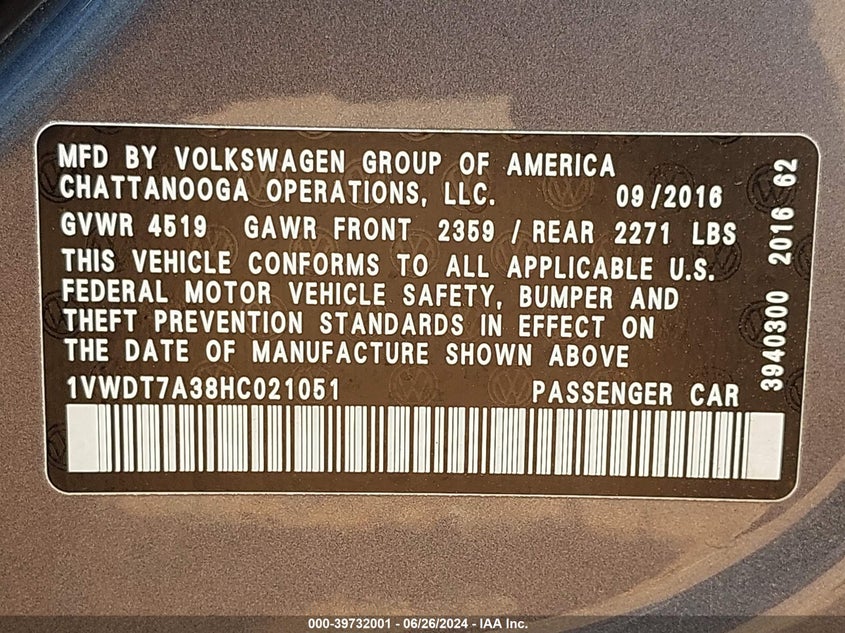 MFD BY VOLKSWAGEN GROUP OF AMERICA
CHATTANOOGA OPERATIONS, LLC. 09/2016
GVWR 4519 GAWR FRONT 2359 / REAR 2271 LBS
THIS VEHICLE CONFORMS TO ALL APPLICABLE U.S.
FEDERAL MOTOR VEHICLE SAFETY, BUMPER AND
THEFT PREVENTION STANDARDS IN EFFECT ON
THE DATE OF MANUFACTURE SHOWN ABOVE
1VWDT7A38HC021051 PASSENGER CAR
3940300 2016 62
000-39732001 - 06/26/2024 - IAA Inc.